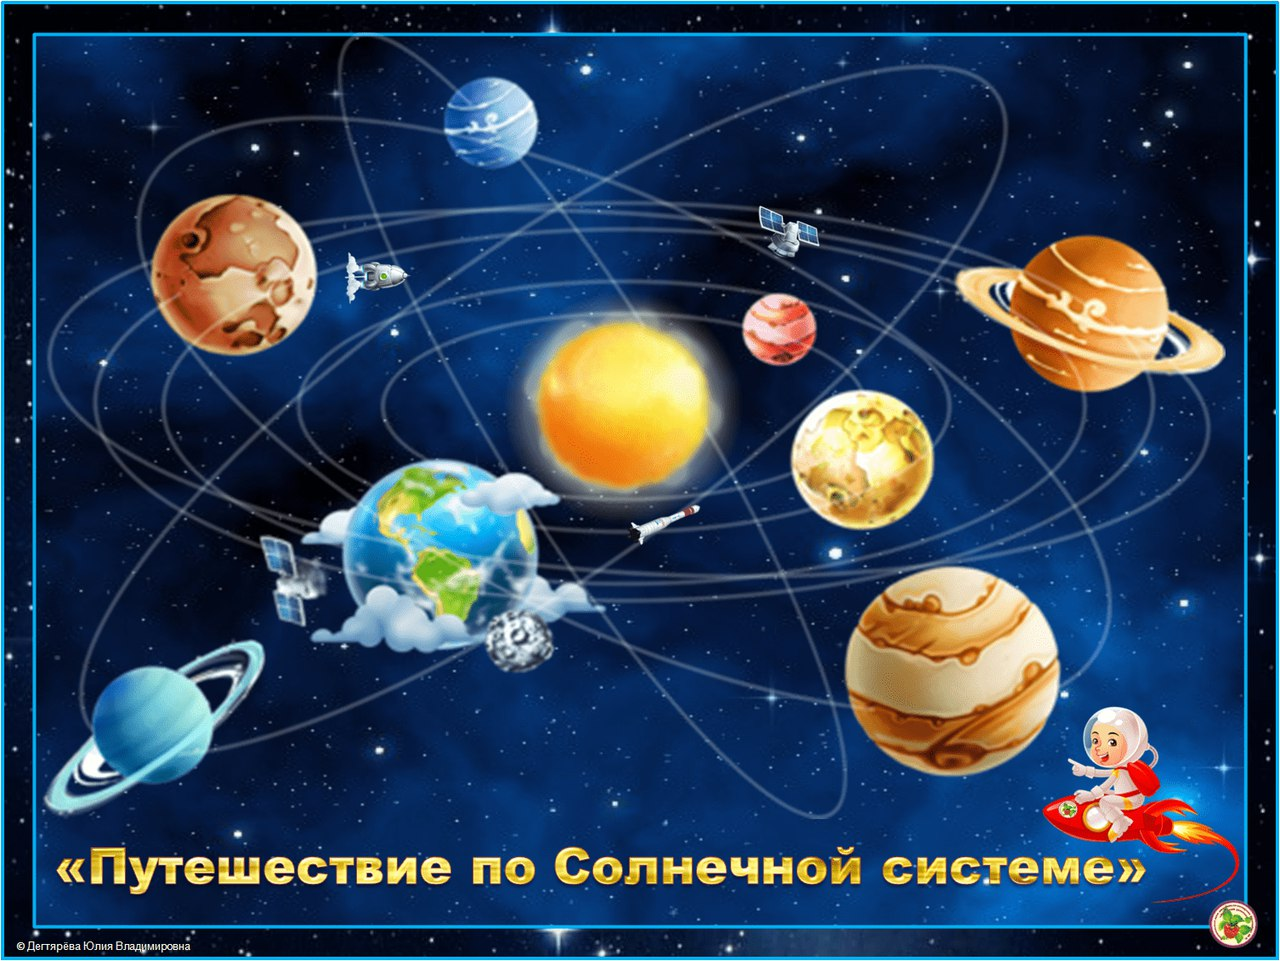 «Путешествие по Солнечной системе»
© Дегтярёва Юлия Владимировна